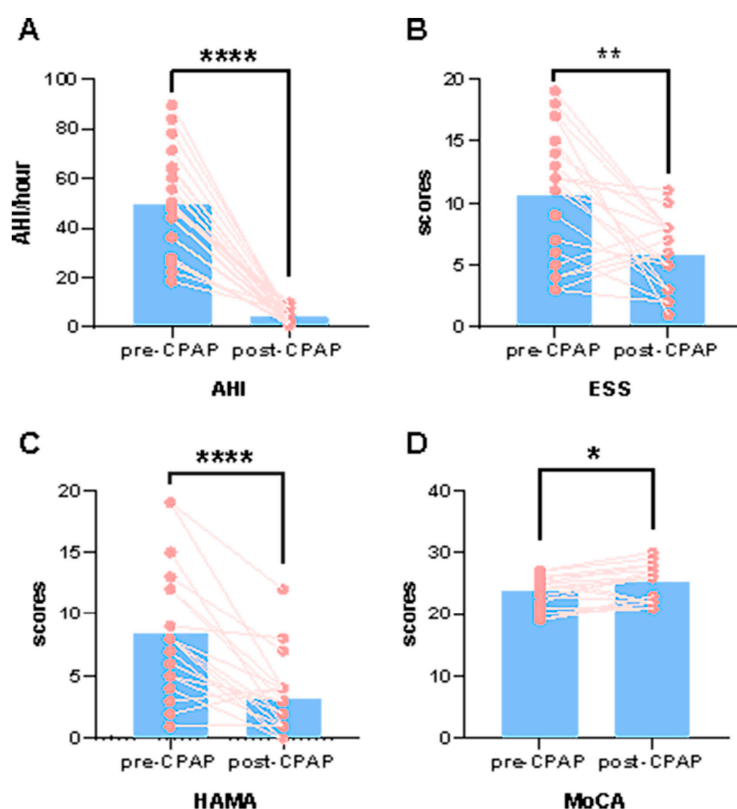 A
****
100
80
60
40
20
0
AHI/hour
pre-CPAP post-CPAP
AHI
B
**
20
15
10
5
0
scores
pre-CPAP post-CPAP
ESS
C
****
20
15
10
5
0
scores
pre-CPAP post-CPAP
HAMA
D
*
40
30
20
10
0
scores
pre-CPAP post-CPAP
MoCA